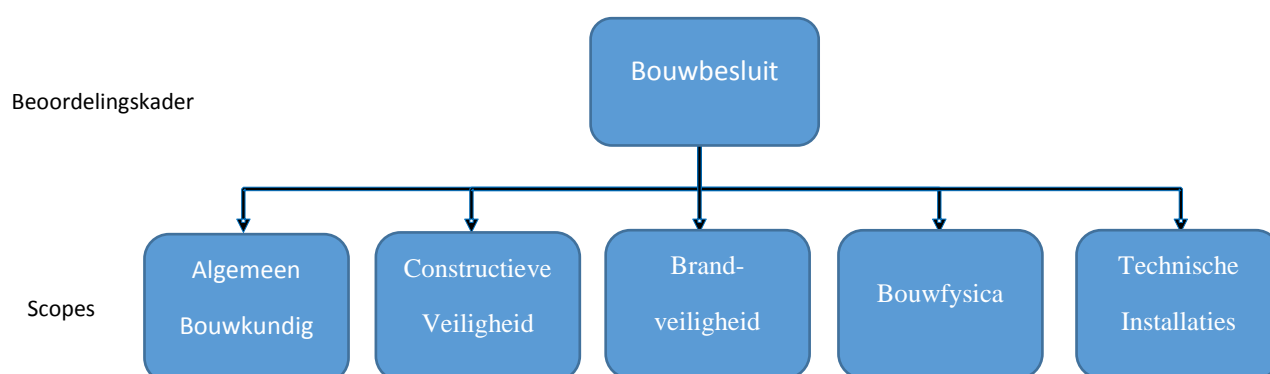 Bouwbesluit
Beoordelingskader
Algemeen
Bouwkundig
Constructieve
Veiligheid
Brand-
veiligheid
Bouwfysica
Technische
Installaties
Scopes